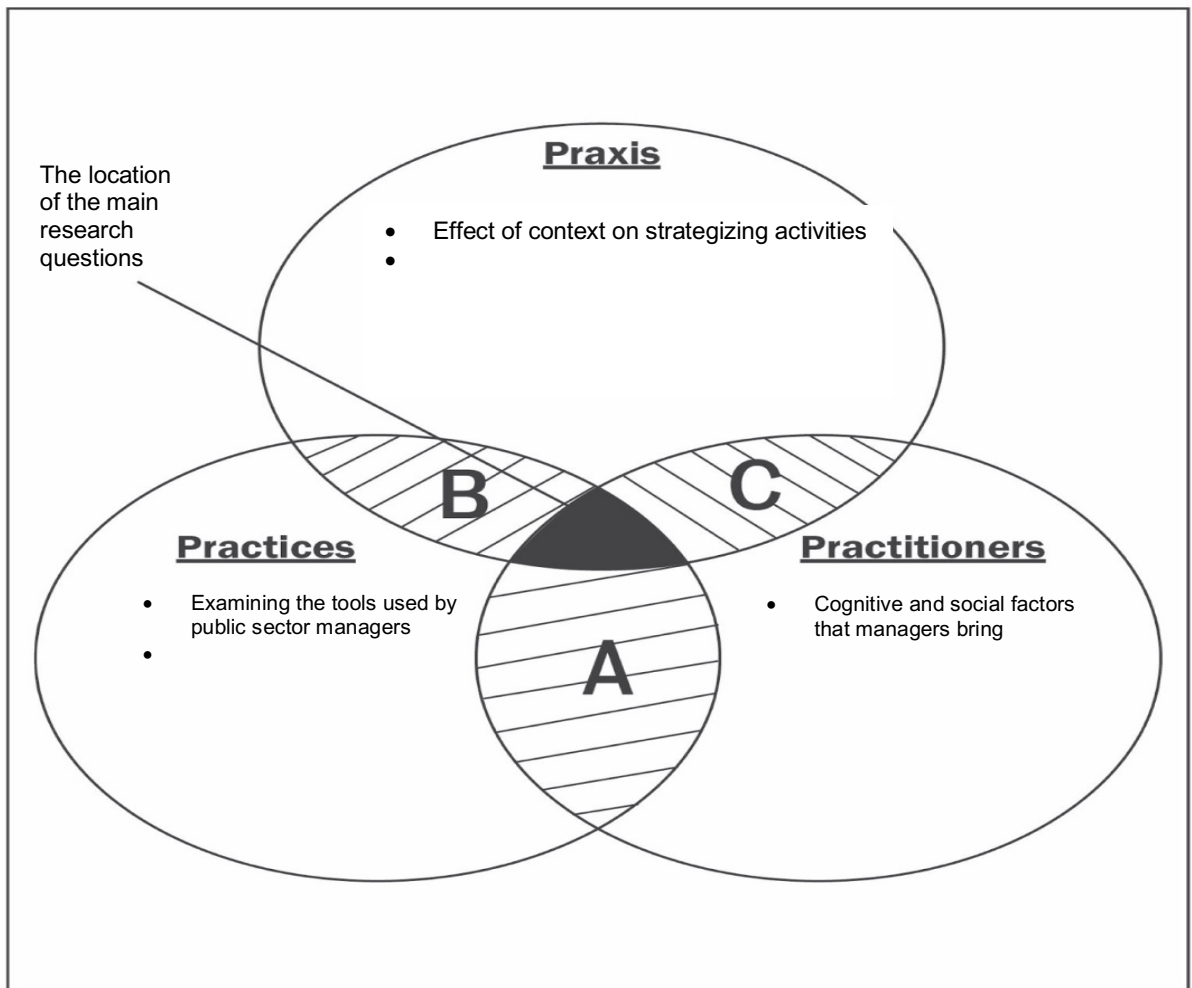 Praxis
The location
of the main
research
questions
• Effect of context on strategizing activities
•
B
C
Practices
Practitioners
• Examining the tools used by
public sector managers
•
• Cognitive and social factors
that managers bring
A